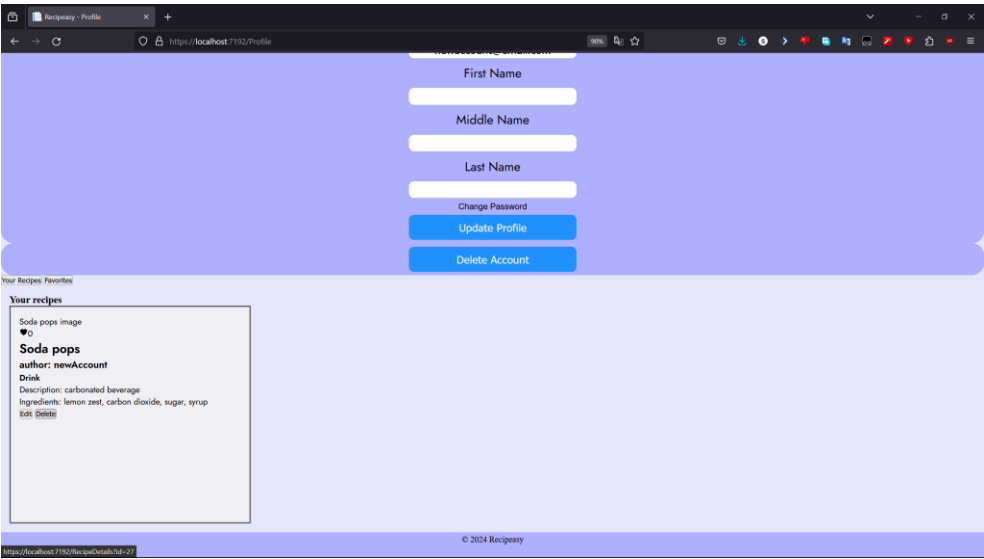 Recipeasy - Profile
https://localhost:7192/Profile
90%
First Name
Middle Name
Last Name
Change Password
Update Profile
Delete Account
Your Recipes Favorites
Your recipes
Soda pops image
0
Soda pops
author: newAccount
Drink
Description: carbonated beverage
Ingredients: lemon zest, carbon dioxide, sugar, syrup
Edit Delete
© 2024 Recipeasy
https://localhost:7192/RecipeDetails?id=27